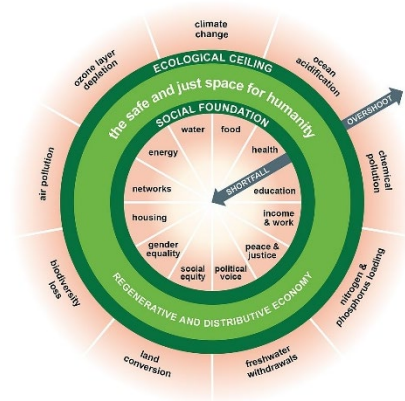 climate
change
ocean
acidification
chemical
pollution
nitrogen &
phosphorus loading
freshwater
withdrawals
land
conversion
biodiversity
loss
air pollution
ozone layer
depletion
ECOLOGICAL CEILING
the safe and just space for humanity
SOCIAL FOUNDATION
OVERSHOOT
SHORTFALL
water
food
health
education
income
& work
peace &
justice
political
voice
social
equity
gender
equality
housing
networks
energy
REGENERATIVE AND DISTRIBUTIVE ECONOMY